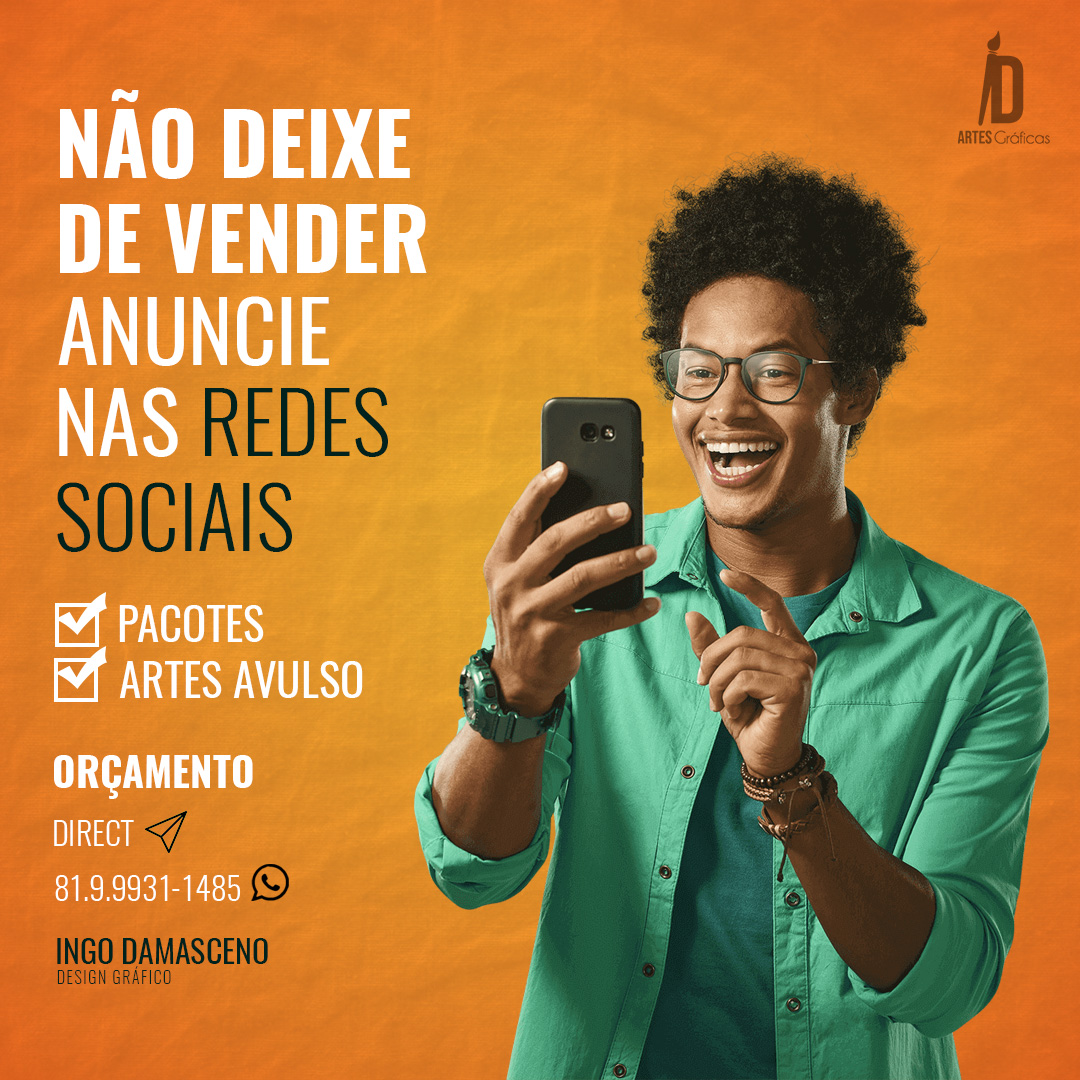 NÃO DEIXE
DE VENDER
ANUNCIE
NAS REDES
SOCIAIS
PACOTES
ARTES AVULSO
ORÇAMENTO
DIRECT
81.9.9931-1485
INGO DAMASCENO
DESIGN GRÁFICO
ID
ARTES Gráficas